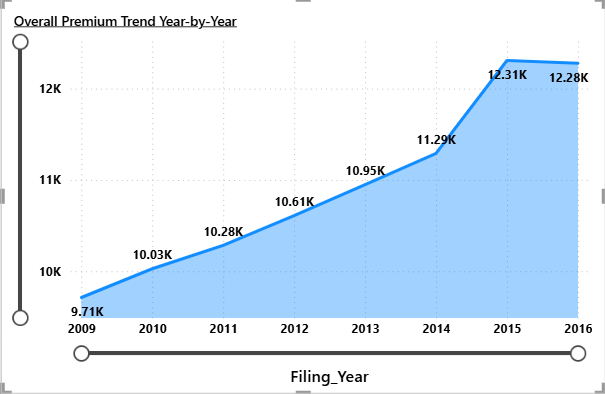 Overall Premium Trend Year-by-Year
12K
12.31K
12.28K
11.29K
11K
10.95K
10.61K
10.28K
10.03K
10K
9.71K
2009 2010 2011 2012 2013 2014 2015 2016
Filing_Year